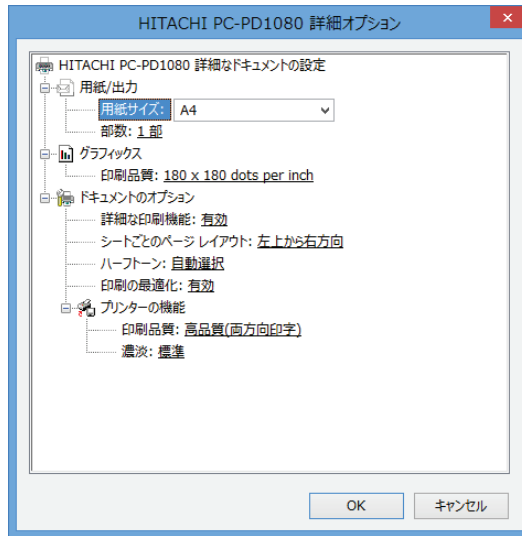 HITACHI PC-PD1080 詳細オプション
HITACHI PC-PD1080 詳細なドキュメントの設定
用紙/出力
用紙サイズ: A4
部数: 1 部
グラフィックス
印刷品質: 180 x 180 dots per inch
ドキュメントのオプション
詳細な印刷機能: 有効
シートごとのページ レイアウト: 左上から右方向
ハーフトーン: 自動選択
印刷の最適化: 有効
プリンターの機能
印刷品質: 高品質(両方向印字)
濃淡: 標準
OK キャンセル